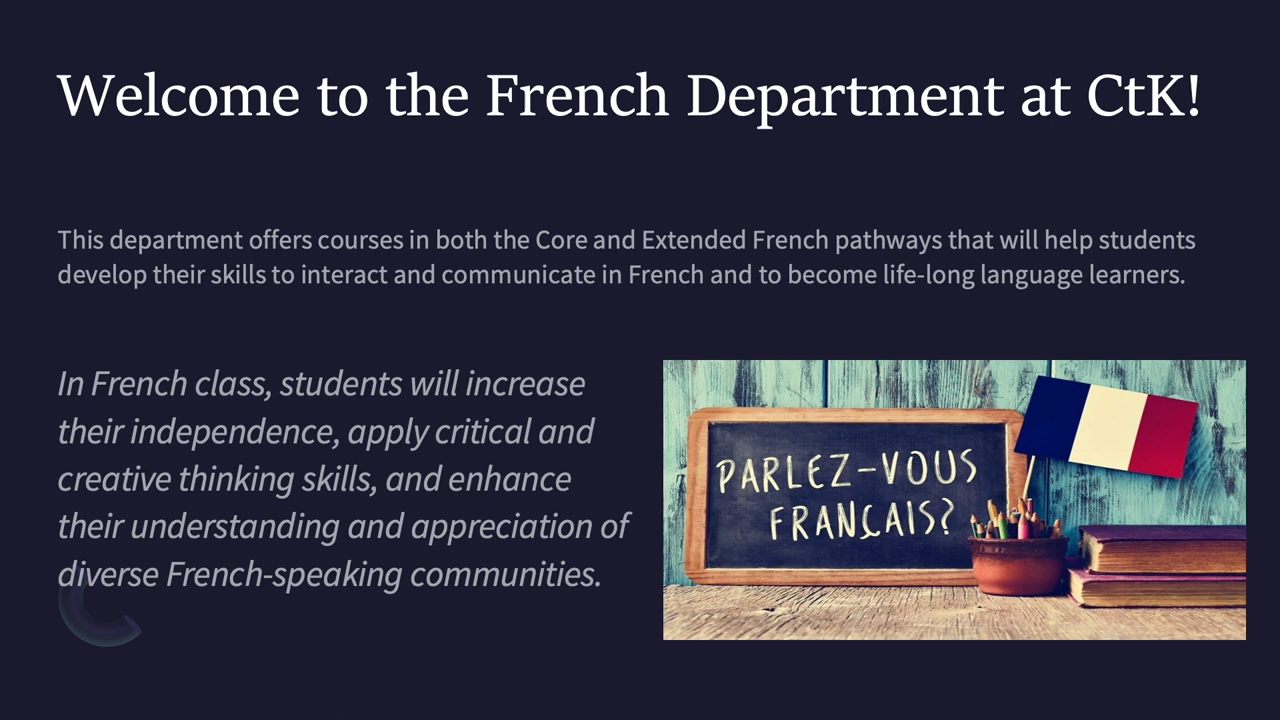 Welcome to the French Department at CtK!
This department offers courses in both the Core and Extended French pathways that will help students
develop their skills to interact and communicate in French and to become life-long language learners.
In French class, students will increase
their independence, apply critical and
creative thinking skills, and enhance
their understanding and appreciation of
diverse French-speaking communities.
PARLEZ-VOUS
FRANÇAIS?